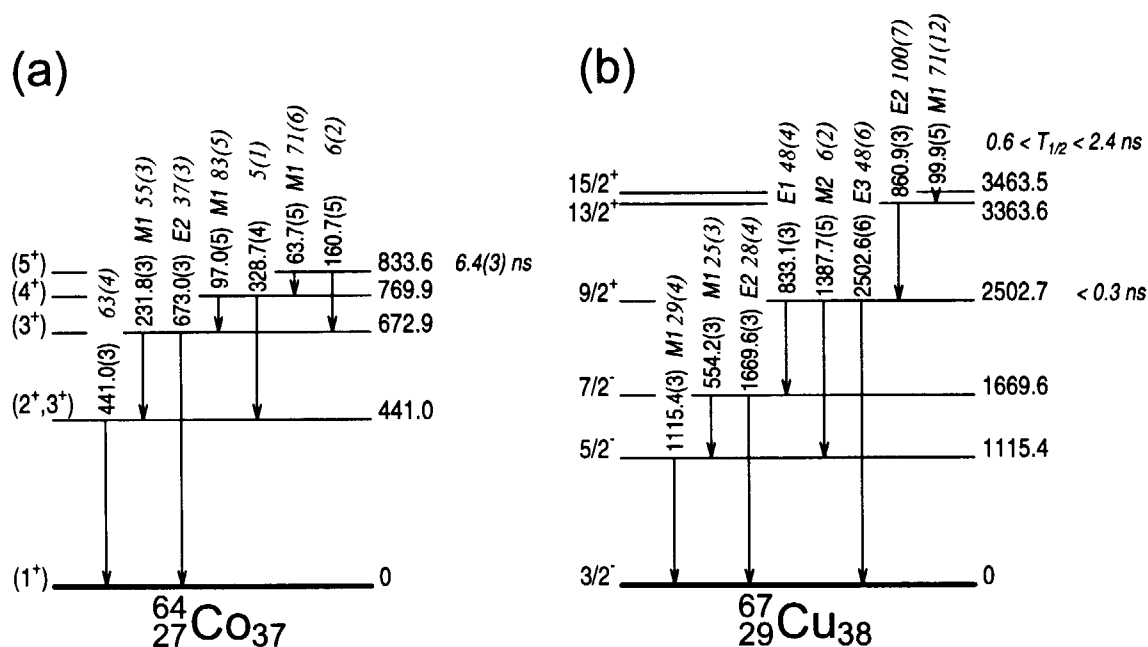 (a)
63(4)
441.0(3)
231.8(3) M1 55(3)
673.0(3) E2 37(3)
97.0(5) M1 83(5)
328.7(4) 5(1)
63.7(5) M1 71(6)
160.7(5) 6(2)
(5+) 833.6 6.4(3) ns
(4+) 769.9
(3+) 672.9
(2+,3+) 441.0
(1+) 0
64
27Co37
(b)
1115.4(3) M1 29(4)
554.2(3) M1 25(3)
1669.6(3) E2 28(4)
833.1(3) E1 48(4)
1387.7(5) M2 6(2)
2502.6(6) E3 48(6)
860.9(3) E2 100(7)
99.9(5) M1 71(12)
0.6 < T1/2 < 2.4 ns
15/2+ 3463.5
13/2+ 3363.6
9/2+ 2502.7 < 0.3 ns
7/2- 1669.6
5/2- 1115.4
3/2- 0
67
29Cu38